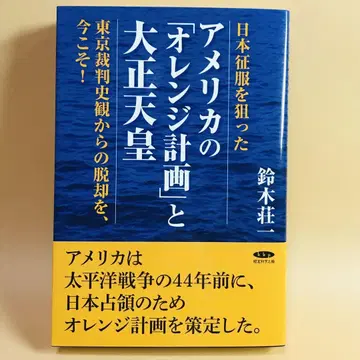 日本征服を狙った
アメリカの
「オレンジ計画」と
大正天皇
東京裁判史観からの脱却を、
今こそ！
鈴木荘一
アメリカは
太平洋戦争の44年前に、
日本占領のため
オレンジ計画を策定した。